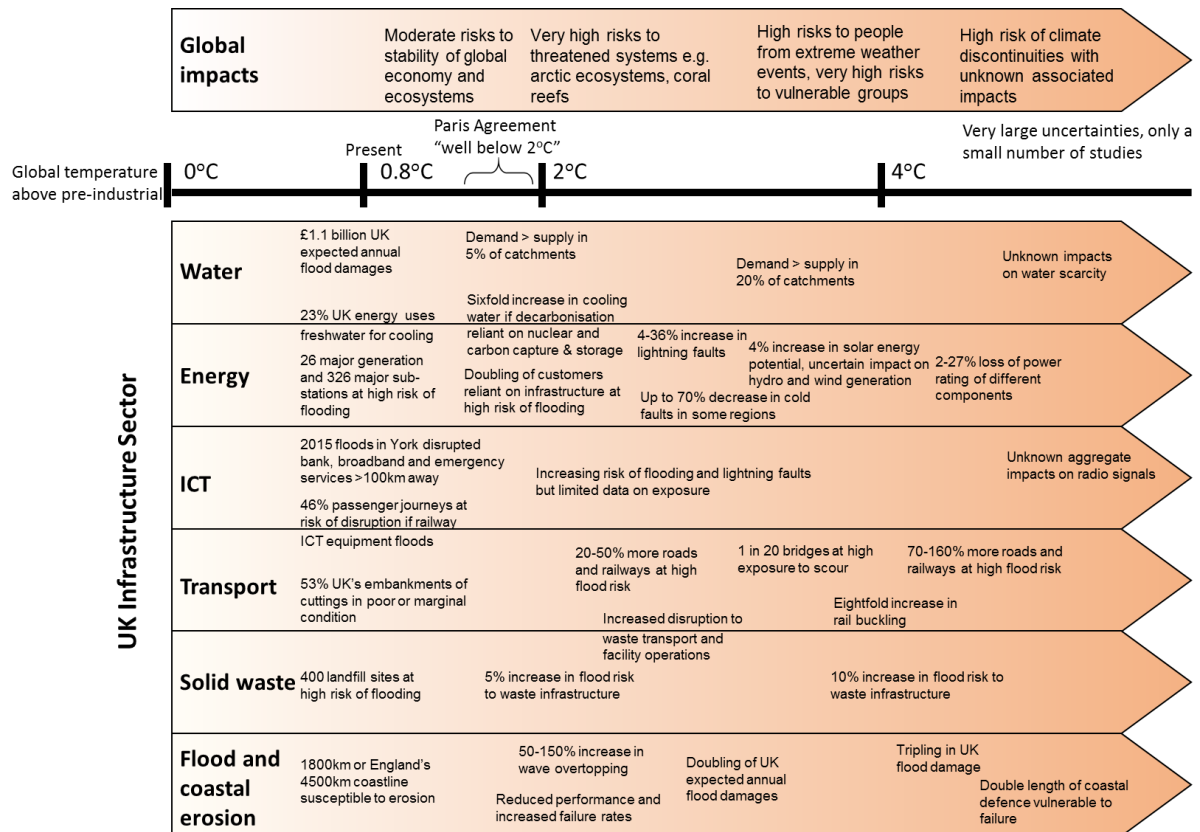 Global
impacts
Moderate risks to
stability of global
economy and
ecosystems
Very high risks to
threatened systems e.g.
arctic ecosystems, coral
reefs
High risks to people
from extreme weather
events, very high risks
to vulnerable groups
High risk of climate
discontinuities with
unknown associated
impacts
Paris Agreement
“well below 2°C”
Very large uncertainties, only a
small number of studies
Present
Global temperature
above pre-industrial
0°C
0.8°C
2°C
4°C
UK Infrastructure Sector
Water
£1.1 billion UK
expected annual
flood damages
Demand > supply in
5% of catchments
Demand > supply in
20% of catchments
Unknown impacts
on water scarcity
23% UK energy uses
freshwater for cooling
Sixfold increase in cooling
water if decarbonisation
reliant on nuclear and
carbon capture & storage
Energy
26 major generation
and 326 major sub-
stations at high risk of
flooding
Doubling of customers
reliant on infrastructure at
high risk of flooding
4-36% increase in
lightning faults
Up to 70% decrease in cold
faults in some regions
4% increase in solar energy
potential, uncertain impact on
hydro and wind generation
2-27% loss of power
rating of different
components
ICT
2015 floods in York disrupted
bank, broadband and emergency
services >100km away
46% passenger journeys at
risk of disruption if railway
ICT equipment floods
Increasing risk of flooding and lightning faults
but limited data on exposure
Unknown aggregate
impacts on radio signals
Transport
53% UK's embankments of
cuttings in poor or marginal
condition
20-50% more roads
and railways at high
flood risk
1 in 20 bridges at high
exposure to scour
70-160% more roads and
railways at high flood risk
Eightfold increase in
rail buckling
Increased disruption to
waste transport and
facility operations
Solid waste
400 landfill sites at
high risk of flooding
5% increase in flood risk
to waste infrastructure
10% increase in flood risk to
waste infrastructure
Flood and
coastal
erosion
1800km or England's
4500km coastline
susceptible to erosion
50-150% increase in
wave overtopping
Reduced performance and
increased failure rates
Doubling of UK
expected annual
flood damages
Tripling in UK
flood damage
Double length of coastal
defence vulnerable to
failure